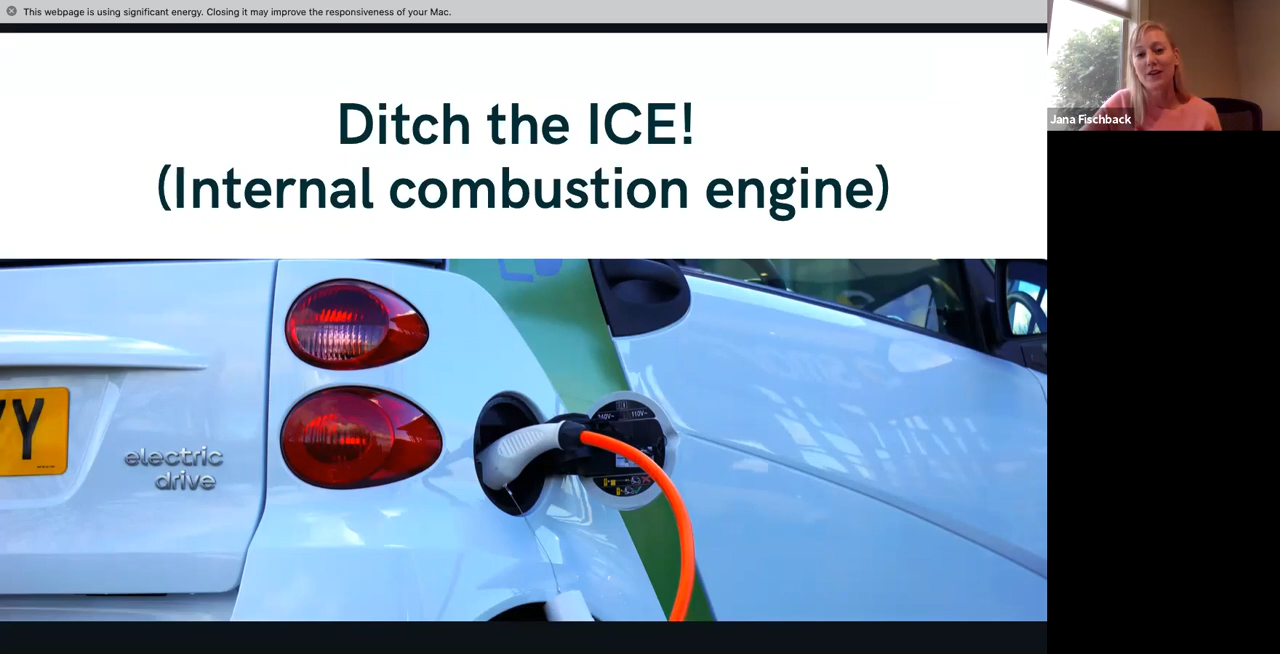 This webpage is using significant energy. Closing it may improve the responsiveness of your Mac.
Ditch the ICE!
(Internal combustion engine)
Jana Fischback
Y
electric
drive
110V~